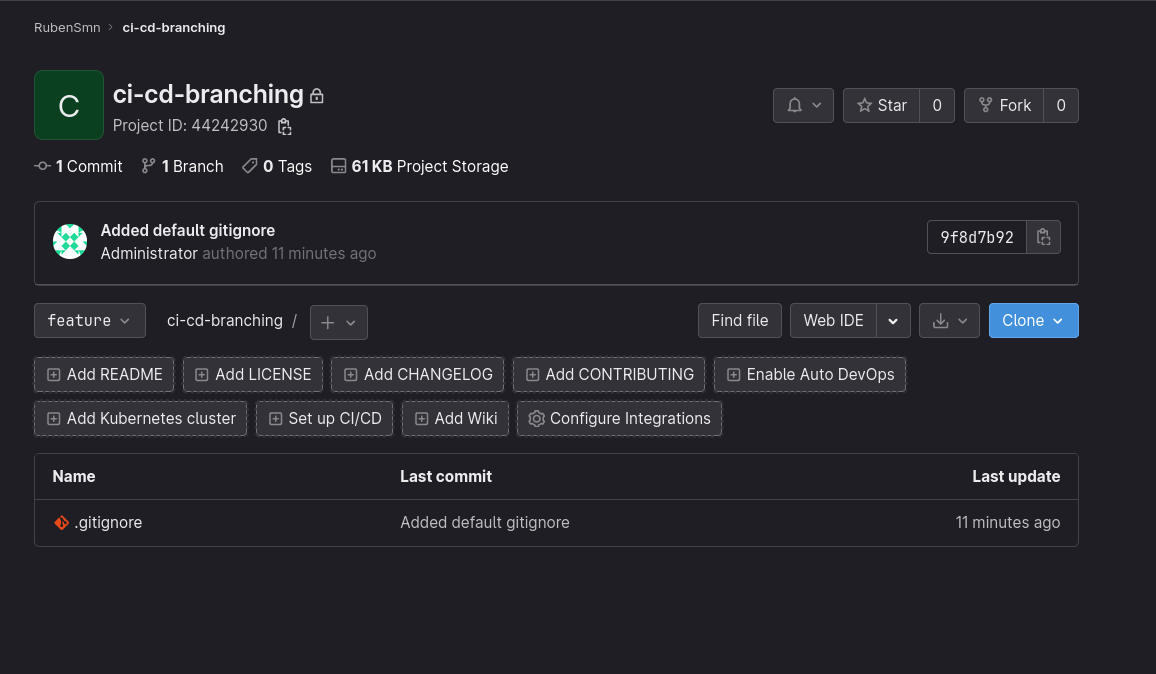 RubenSmn > ci-cd-branching
C
ci-cd-branching
Project ID: 44242930
Star 0 Fork 0
1 Commit 1 Branch 0 Tags 61 KB Project Storage
Added default gitignore
Administrator authored 11 minutes ago
9f8d7b92
feature ci-cd-branching / + Find file Web IDE Clone
Add README Add LICENSE Add CHANGELOG Add CONTRIBUTING Enable Auto DevOps
Add Kubernetes cluster Set up CI/CD Add Wiki Configure Integrations
Name Last commit Last update
.gitignore Added default gitignore 11 minutes ago